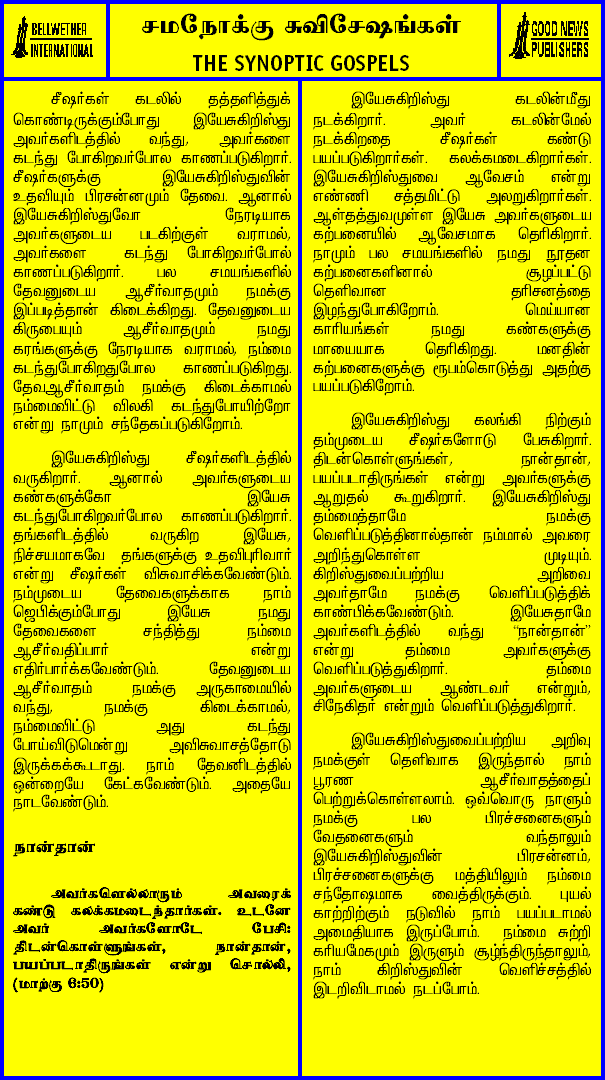 BELLWETHER
INTERNATIONAL
சமநோக்கு சுவிசேஷங்கள்
THE SYNOPTIC GOSPELS
GOOD NEWS
PUBLISHERS
சீஷர்கள் கடலில் தத்தளித்துக்
கொண்டிருக்கும்போது இயேசுகிறிஸ்து
அவர்களிடத்தில் வந்து, அவர்களை
கடந்து போகிறவர்போல காணப்படுகிறார்.
சீஷர்களுக்கு இயேசுகிறிஸ்துவின்
உதவியும் பிரசன்னமும் தேவை. ஆனால்
இயேசுகிறிஸ்துவோ நேரடியாக
அவர்களுடைய படகிற்குள் வராமல்,
அவர்களை கடந்து போகிறவர்போல்
காணப்படுகிறார். பல சமயங்களில்
தேவனுடைய ஆசீர்வாதமும் நமக்கு
இப்படித்தான் கிடைக்கிறது. தேவனுடைய
கிருபையும் ஆசீர்வாதமும் நமது
கரங்களுக்கு நேரடியாக வராமல், நம்மை
கடந்துபோகிறதுபோல காணப்படுகிறது.
தேவஆசீர்வாதம் நமக்கு கிடைக்காமல்
நம்மைவிட்டு விலகி கடந்துபோயிற்றோ
என்று நாமும் சந்தேகப்படுகிறோம்.
இயேசுகிறிஸ்து சீஷர்களிடத்தில்
வருகிறார். ஆனால் அவர்களுடைய
கண்களுக்கோ இயேசு
கடந்துபோகிறவர்போல காணப்படுகிறார்.
தங்களிடத்தில் வருகிற இயேசு,
நிச்சயமாகவே தங்களுக்கு உதவிபுரிவார்
என்று சீஷர்கள் விசுவாசிக்கவேண்டும்.
நம்முடைய தேவைகளுக்காக நாம்
ஜெபிக்கும்போது இயேசு நமது
தேவைகளை சந்தித்து நம்மை
ஆசீர்வதிப்பார் என்று
எதிர்பார்க்கவேண்டும். தேவனுடைய
ஆசீர்வாதம் நமக்கு அருகாமையில்
வந்து, நமக்கு கிடைக்காமல்,
நம்மைவிட்டு அது கடந்து
போய்விடுமென்று அவிசுவாசத்தோடு
இருக்கக்கூடாது. நாம் தேவனிடத்தில்
ஒன்றையே கேட்கவேண்டும். அதையே
நாடவேண்டும்.
நான்தான்
அவர்களெல்லாரும் அவரைக்
கண்டு கலக்கமடைந்தார்கள். உடனே
அவர் அவர்களோடே பேசி:
திடன்கொள்ளுங்கள், நான்தான்,
பயப்படாதிருங்கள் என்று சொல்லி,
(மாற்கு 6:50)
இயேசுகிறிஸ்து கடலின்மீது
நடக்கிறார். அவர் கடலின்மேல்
நடக்கிறதை சீஷர்கள் கண்டு
பயப்படுகிறார்கள். கலக்கமடைகிறார்கள்.
இயேசுகிறிஸ்துவை ஆவேசம் என்று
எண்ணி சத்தமிட்டு அலறுகிறார்கள்.
ஆள்தத்துவமுள்ள இயேசு அவர்களுடைய
கற்பனையில் ஆவேசமாக தெரிகிறார்.
நாமும் பல சமயங்களில் நமது நூதன
கற்பனைகளினால் சூழப்பட்டு
தெளிவான தரிசனத்தை
இழந்துபோகிறோம். மெய்யான
காரியங்கள் நமது கண்களுக்கு
மாயையாக தெரிகிறது. மனதின்
கற்பனைகளுக்கு ரூபம்கொடுத்து அதற்கு
பயப்படுகிறோம்.
இயேசுகிறிஸ்து கலங்கி நிற்கும்
தம்முடைய சீஷர்களோடு பேசுகிறார்.
திடன்கொள்ளுங்கள், நான்தான்,
பயப்படாதிருங்கள் என்று அவர்களுக்கு
ஆறுதல் கூறுகிறார். இயேசுகிறிஸ்து
தம்மைத்தாமே நமக்கு
வெளிப்படுத்தினால்தான் நம்மால் அவரை
அறிந்துகொள்ள முடியும்.
கிறிஸ்துவைப்பற்றிய அறிவை
அவர்தாமே நமக்கு வெளிப்படுத்திக்
காண்பிக்கவேண்டும். இயேசுதாமே
அவர்களிடத்தில் வந்து “நான்தான்”
என்று தம்மை அவர்களுக்கு
வெளிப்படுத்துகிறார். தம்மை
அவர்களுடைய ஆண்டவர் என்றும்,
சிநேகிதர் என்றும் வெளிப்படுத்துகிறார்.
இயேசுகிறிஸ்துவைப்பற்றிய அறிவு
நமக்குள் தெளிவாக இருந்தால் நாம்
பூரண ஆசீர்வாதத்தைப்
பெற்றுக்கொள்ளலாம். ஒவ்வொரு நாளும்
நமக்கு பல பிரச்சனைகளும்
வேதனைகளும் வந்தாலும்
இயேசுகிறிஸ்துவின் பிரசன்னம்,
பிரச்சனைகளுக்கு மத்தியிலும் நம்மை
சந்தோஷமாக வைத்திருக்கும். புயல்
காற்றிற்கும் நடுவில் நாம் பயப்படாமல்
அமைதியாக இருப்போம். நம்மை சுற்றி
கரியமேகமும் இருளும் சூழ்ந்திருந்தாலும்,
நாம் கிறிஸ்துவின் வெளிச்சத்தில்
இடறிவிடாமல் நடப்போம்.